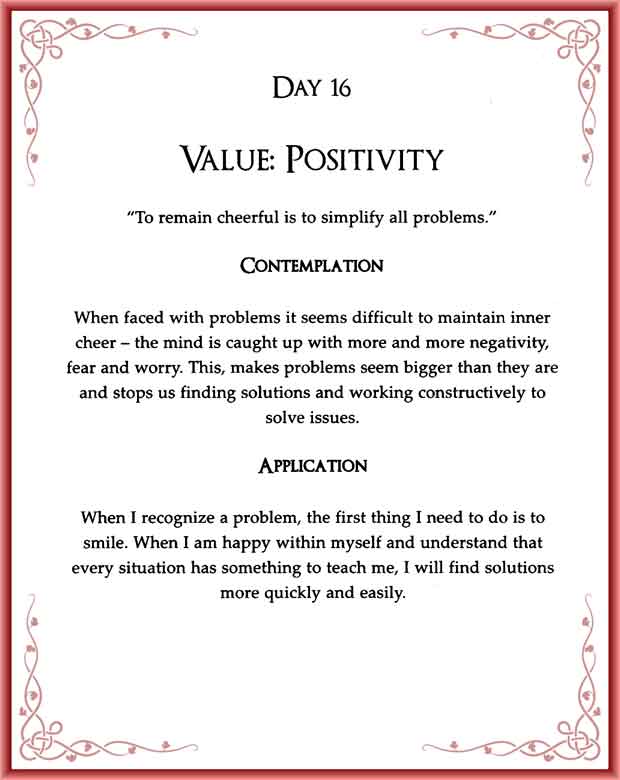 Day 16
Value: Positivity
“To remain cheerful is to simplify all problems.”
Contemplation
When faced with problems it seems difficult to maintain inner
cheer – the mind is caught up with more and more negativity,
fear and worry. This, makes problems seem bigger than they are
and stops us finding solutions and working constructively to
solve issues.
Application
When I recognize a problem, the first thing I need to do is to
smile. When I am happy within myself and understand that
every situation has something to teach me, I will find solutions
more quickly and easily.